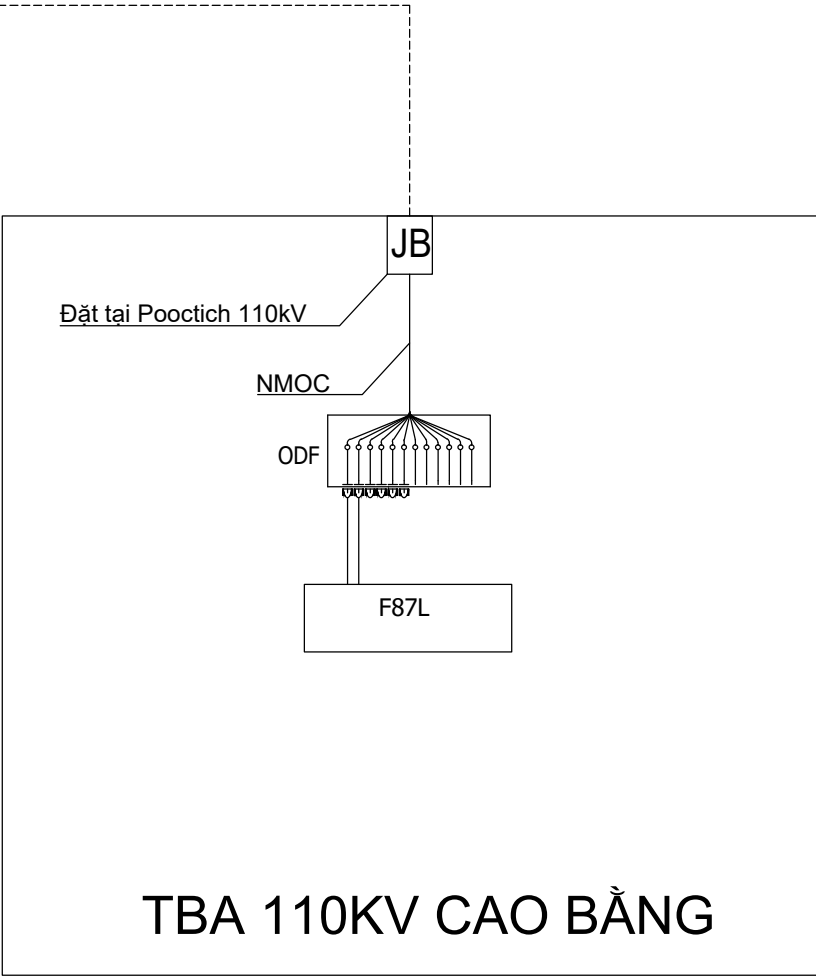 JB
Đặt tại Pooctich 110kV
NMOC
ODF
F87L
TBA 110KV CAO BẰNG